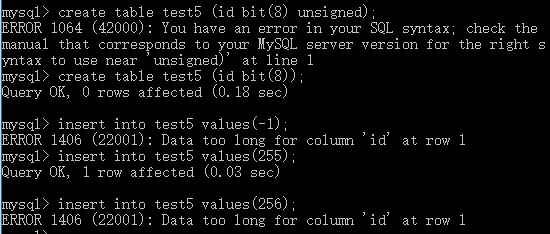 mysql> create table test5 (id bit(8) unsigned);
ERROR 1064 (42000): You have an error in your SQL syntax; check the
manual that corresponds to your MySQL server version for the right s
yntax to use near 'unsigned)' at line 1
mysql> create table test5 (id bit(8));
Query OK, 0 rows affected (0.18 sec)
mysql> insert into test5 values(-1);
ERROR 1406 (22001): Data too long for column 'id' at row 1
mysql> insert into test5 values(255);
Query OK, 1 row affected (0.03 sec)
mysql> insert into test5 values(256);
ERROR 1406 (22001): Data too long for column 'id' at row 1